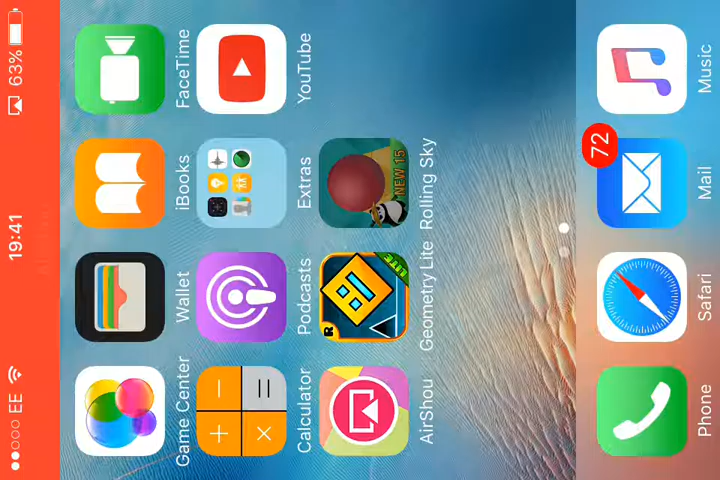 EE 19:41 63%
Game Center Wallet iBooks FaceTime
Calculator Podcasts Extras YouTube
LITE
NEW 15
AirShou Geometry Lite Rolling Sky
72
Phone Safari Mail Music